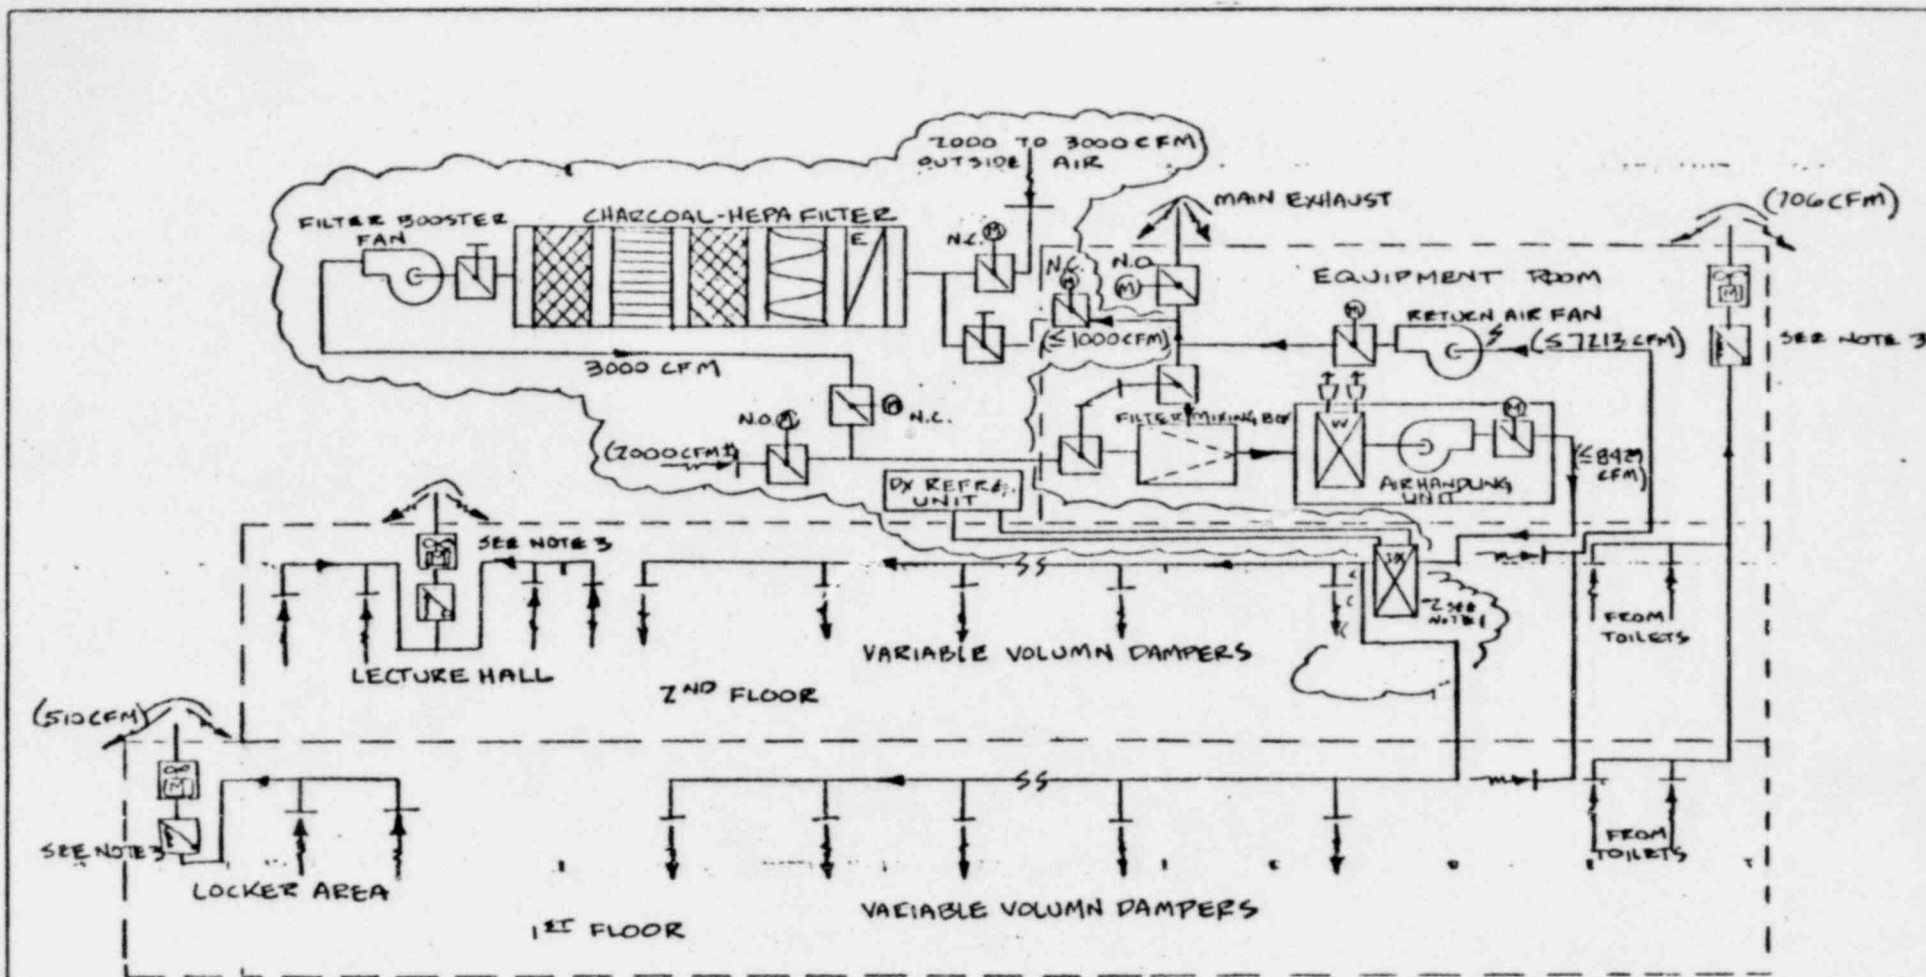 2000 TO 3000 CFM
OUTSIDE AIR
MAIN EXHAUST
(706 CFM)
FILTER BOOSTER
FAN
CHARCOAL-HEPA FILTER
E
N.C.
M
N.C.
M
N.O.
M
EQUIPMENT ROOM
M
RETURN AIR FAN
M
(≤1000 CFM)
(≤7213 CFM)
SEE NOTE 3
3000 CFM
N.O.
M
M
N.C.
FILTER MIXING BOX
W
M
(2000 CFM)
DX REFRG.
UNIT
AIR HANDLING
UNIT
(≤8429
CFM)
SEE NOTE 3
M
DX
SEE
NOTE 1
FROM
TOILETS
LECTURE HALL
VARIABLE VOLUMN DAMPERS
2ND FLOOR
(510 CFM)
M
SEE NOTE 3
FROM
TOILETS
LOCKER AREA
VARIABLE VOLUMN DAMPERS
1ST FLOOR